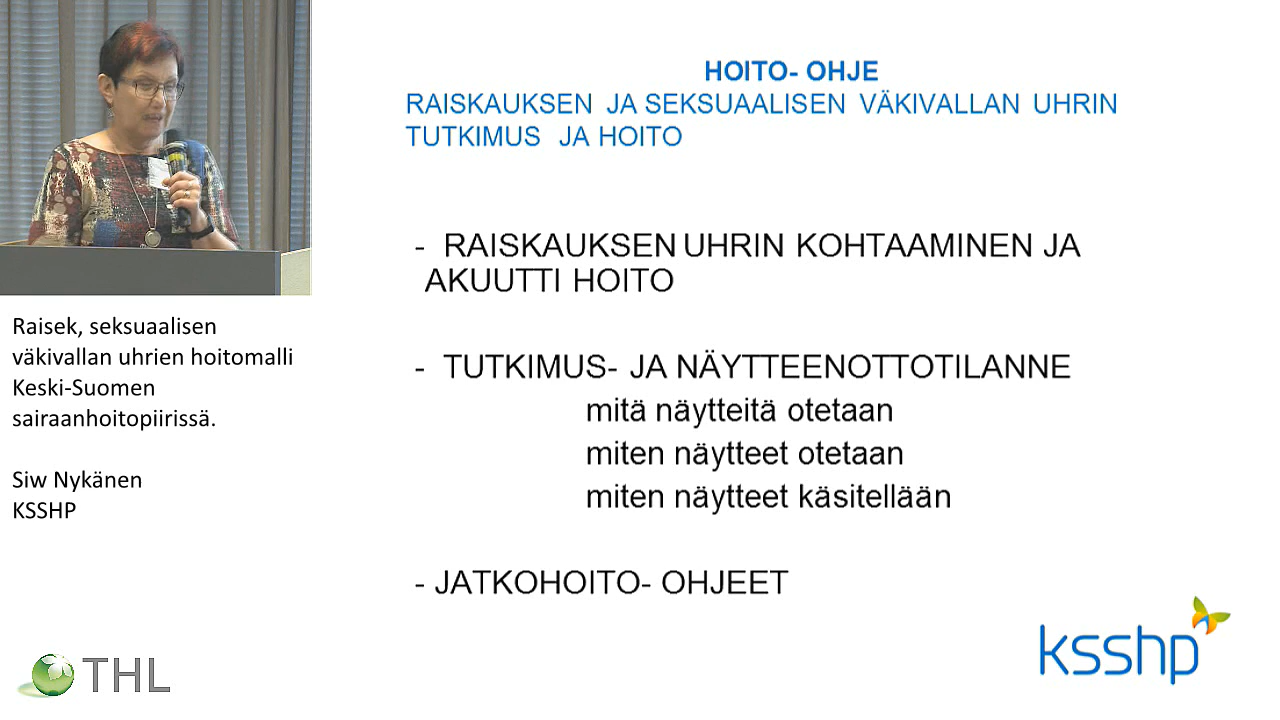 HOITO- OHJE
RAISKAUKSEN JA SEKSUAALISEN VÄKIVALLAN UHRIN
TUTKIMUS JA HOITO
- RAISKAUKSEN UHRIN KOHTAAMINEN JA
AKUUTTI HOITO
- TUTKIMUS- JA NÄYTTEENOTTOTILANNE
mitä näytteitä otetaan
miten näytteet otetaan
miten näytteet käsitellään
- JATKOHOITO- OHJEET
Raisek, seksuaalisen
väkivallan uhrien hoitomalli
Keski-Suomen
sairaanhoitopiirissä.
Siw Nykänen
KSSHP
THL
ksshp